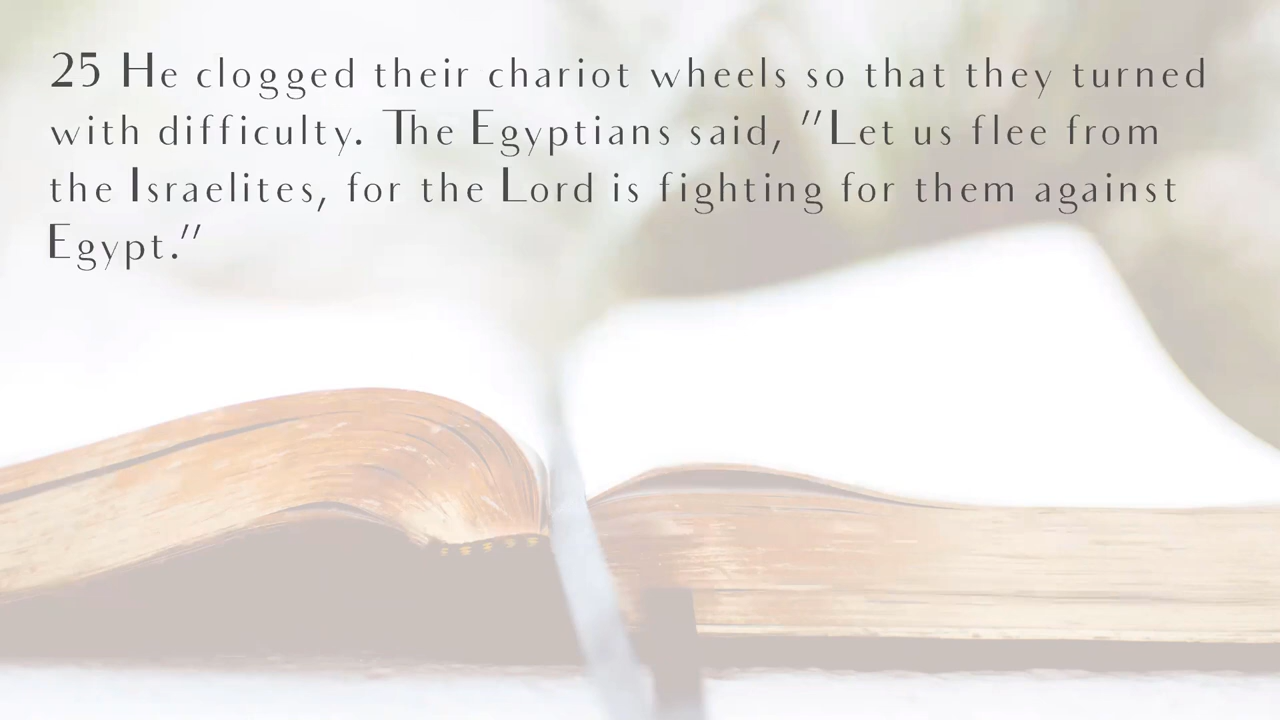 25 He clogged their chariot wheels so that they turned
with difficulty. The Egyptians said, "Let us flee from
the Israelites, for the Lord is fighting for them against
Egypt."